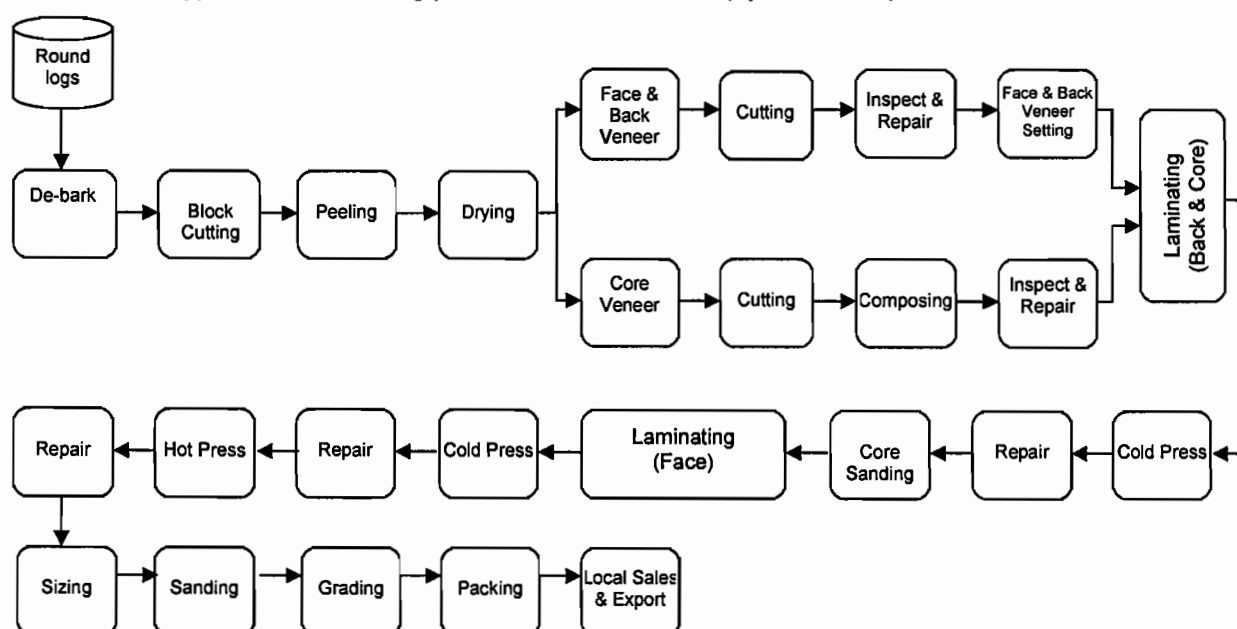 Round
logs
De-bark
Block
Cutting
Peeling
Drying
Face &
Back
Veneer
Cutting
Inspect &
Repair
Face & Back
Veneer
Setting
Core
Veneer
Cutting
Composing
Inspect &
Repair
Laminating
(Back & Core)
Repair
Hot Press
Repair
Cold Press
Laminating
(Face)
Core
Sanding
Repair
Cold Press
Sizing
Sanding
Grading
Packing
Local Sales
& Export